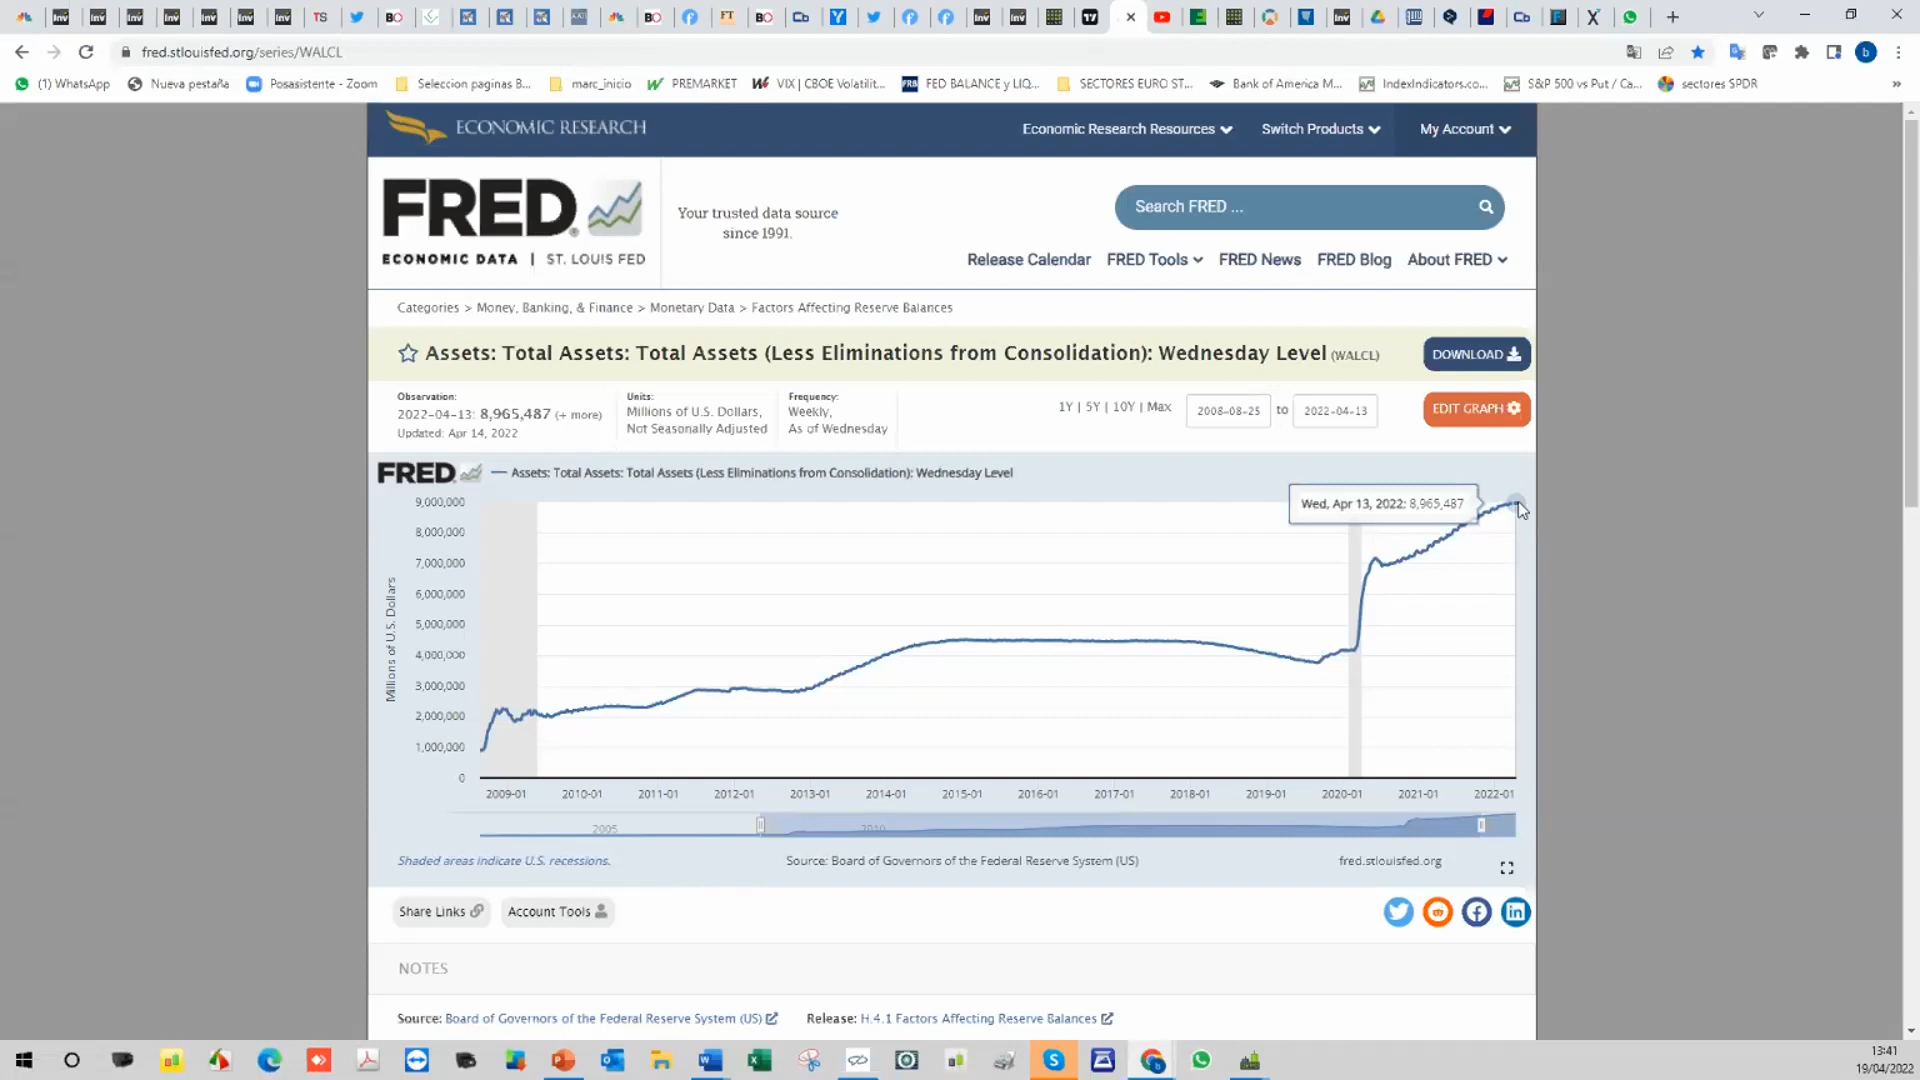 TS
BO
BO
FT
BO
fred.stlouisfed.org/series/WALCL
(1) WhatsApp
Nueva pestaña
Posasistente - Zoom
Seleccion paginas B...
marc_inicio
PREMARKET
VIX | CBOE Volatilit...
FED BALANCE y LIQ...
SECTORES EURO ST...
Bank of America M...
IndexIndicators.co...
S&P 500 vs Put / Ca...
sectores SPDR
»
ECONOMIC RESEARCH
Economic Research Resources
Switch Products
My Account
FRED
ECONOMIC DATA | ST. LOUIS FED
Your trusted data source
since 1991.
Search FRED ...
Release Calendar
FRED Tools
FRED News
FRED Blog
About FRED
Categories > Money, Banking, & Finance > Monetary Data > Factors Affecting Reserve Balances
Assets: Total Assets: Total Assets (Less Eliminations from Consolidation): Wednesday Level (WALCL)
DOWNLOAD
Observation:
2022-04-13: 8,965,487 (+ more)
Updated: Apr 14, 2022
Units:
Millions of U.S. Dollars,
Not Seasonally Adjusted
Frequency:
Weekly,
As of Wednesday
1Y | 5Y | 10Y | Max
2008-08-25
to
2022-04-13
EDIT GRAPH
FRED
Assets: Total Assets: Total Assets (Less Eliminations from Consolidation): Wednesday Level
Wed, Apr 13, 2022: 8,965,487
Millions of U.S. Dollars
9,000,000
8,000,000
7,000,000
6,000,000
5,000,000
4,000,000
3,000,000
2,000,000
1,000,000
0
2009-01
2010-01
2011-01
2012-01
2013-01
2014-01
2015-01
2016-01
2017-01
2018-01
2019-01
2020-01
2021-01
2022-01
2005
2010
Shaded areas indicate U.S. recessions.
Source: Board of Governors of the Federal Reserve System (US)
fred.stlouisfed.org
Share Links
Account Tools
NOTES
Source: Board of Governors of the Federal Reserve System (US)
Release: H.4.1 Factors Affecting Reserve Balances
13:41
19/04/2022